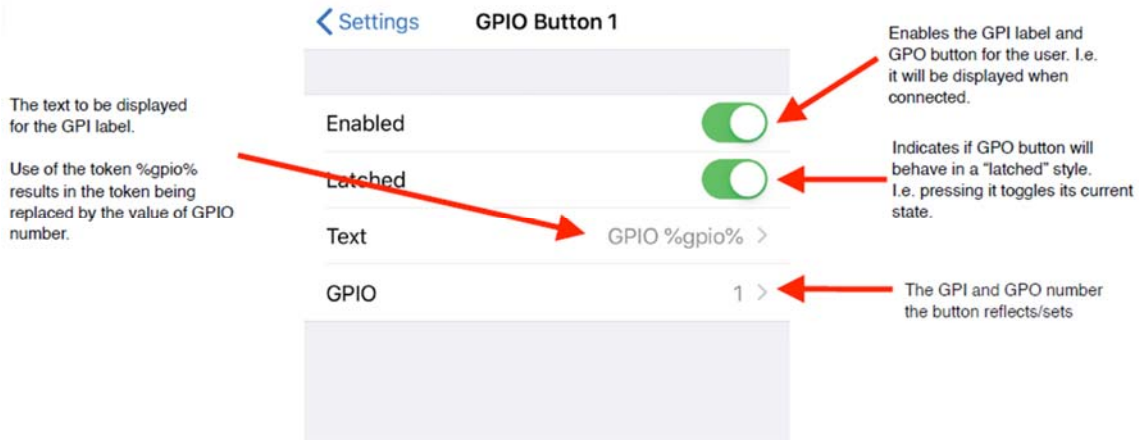 Settings
GPIO Button 1
The text to be displayed
for the GPI label.
Use of the token %gpio%
results in the token being
replaced by the value of GPIO
number.
Enabled
Latched
Text
GPIO %gpio%
GPIO
1
Enables the GPI label and
GPO button for the user. I.e.
it will be displayed when
connected.
Indicates if GPO button will
behave in a “latched” style.
I.e. pressing it toggles its current
state.
The GPI and GPO number
the button reflects/sets